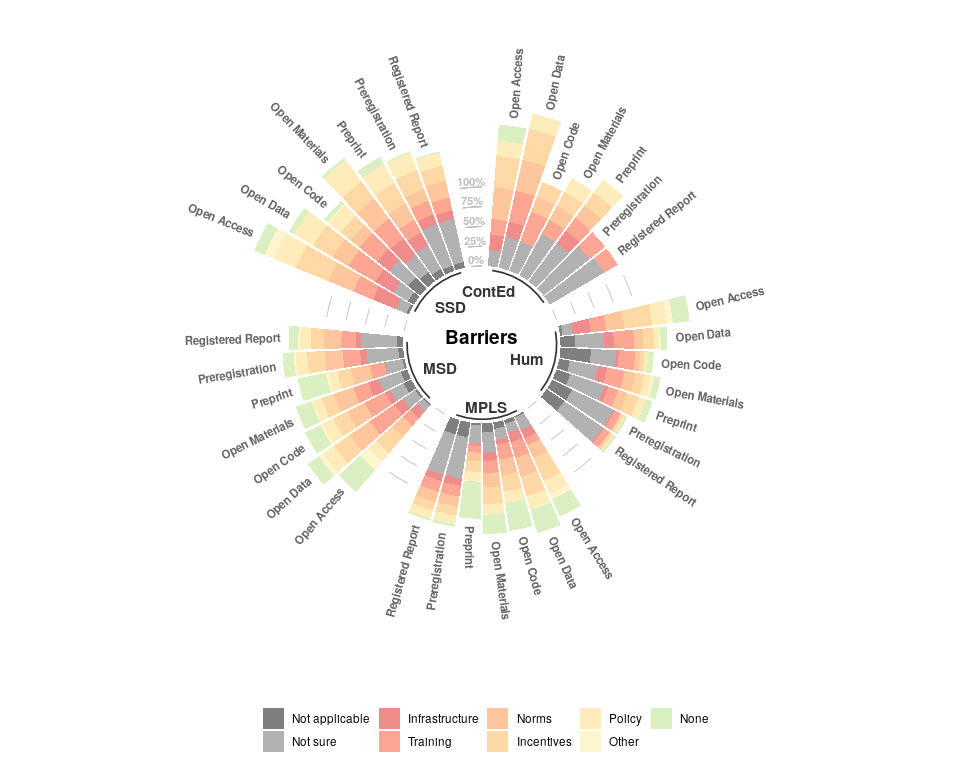 Open Access
Open Data
Open Code
Open Materials
Preprint
Preregistration
Registered Report
Open Access
Open Data
Open Code
Open Materials
Preprint
Preregistration
Registered Report
Open Access
Open Data
Open Code
Open Materials
Preprint
Preregistration
Registered Report
Open Access
Open Data
Open Code
Open Materials
Preprint
Preregistration
Registered Report
Open Access
Open Data
Open Code
Open Materials
Preprint
Preregistration
Registered Report
100%
75%
50%
25%
0%
ContEd
SSD
Barriers
Hum
MSD
MPLS
Not applicable
Infrastructure
Norms
Policy
None
Not sure
Training
Incentives
Other